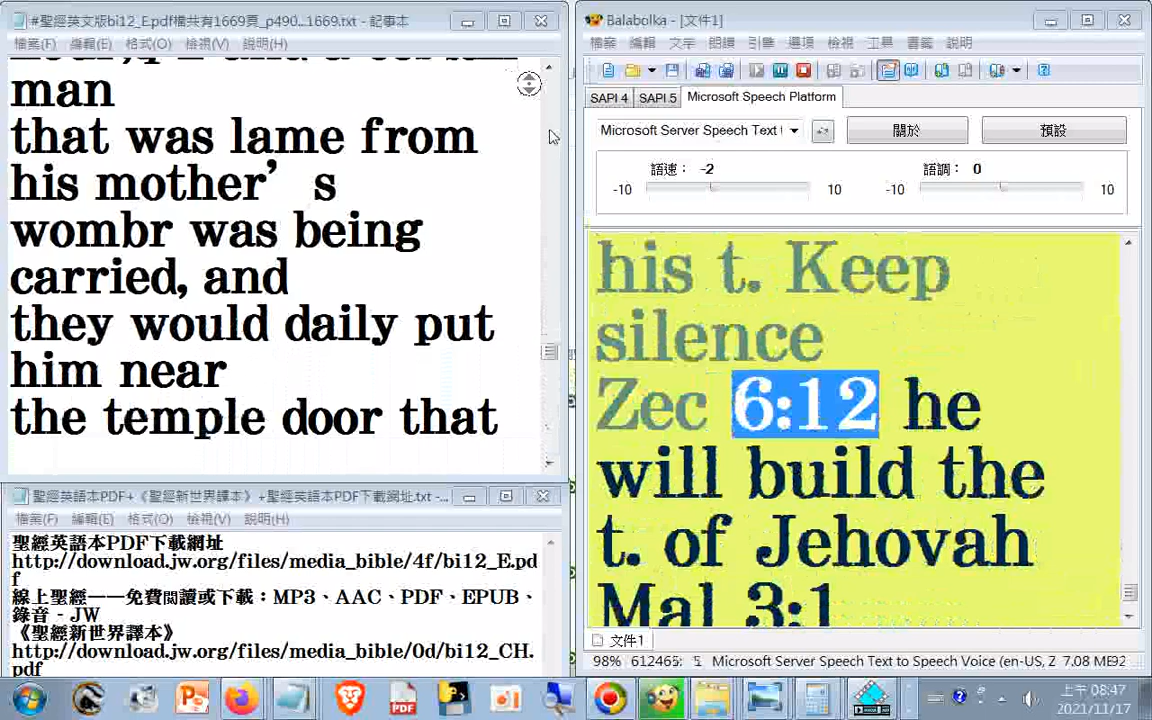 #聖經英文版bi12_E.pdf檔共有1669頁_p490...1669.txt - 記事本
檔案(F) 編輯(E) 格式(O) 檢視(V) 說明(H)
man
that was lame from
his mother’s
wombr was being
carried, and
they would daily put
him near
the temple door that
聖經英語本PDF+《聖經新世界譯本》+聖經英語本PDF下載網址.txt -...
檔案(F) 編輯(E) 格式(O) 檢視(V) 說明(H)
聖經英語本PDF下載網址
http://download.jw.org/files/media_bible/4f/bi12_E.pd
f
線上聖經——免費閱讀或下載：MP3、AAC、PDF、EPUB、
錄音 - JW
《聖經新世界譯本》
http://download.jw.org/files/media_bible/0d/bi12_CH.
pdf
Balabolka - [文件1]
檔案 編輯 文字 朗讀 引擎 選項 檢視 工具 書籤 說明
SAPI 4 SAPI 5 Microsoft Speech Platform
Microsoft Server Speech Text 關於 預設
語速： -2 語調： 0
-10 10 -10 10
his t. Keep
silence
Zec 6:12 he
will build the
t. of Jehovah
Mal 3:1
文件1
98% 612465: Microsoft Server Speech Text to Speech Voice (en-US, Z 7.08 ME92
上午 08:47
2021/11/17